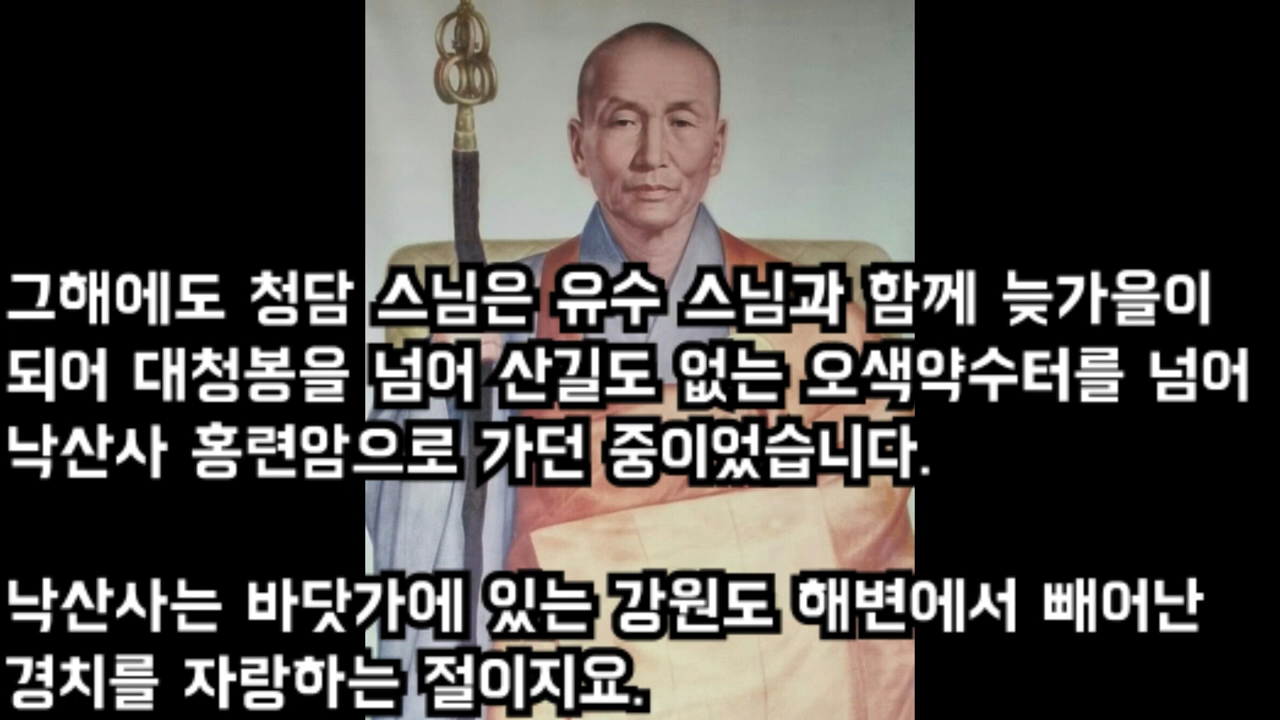 그해에도 청담 스님은 유수 스님과 함께 늦가을이
되어 대청봉을 넘어 산길도 없는 오색약수터를 넘어
낙산사 홍련암으로 가던 중이었습니다.
낙산사는 바닷가에 있는 강원도 해변에서 빼어난
경치를 자랑하는 절이지요.